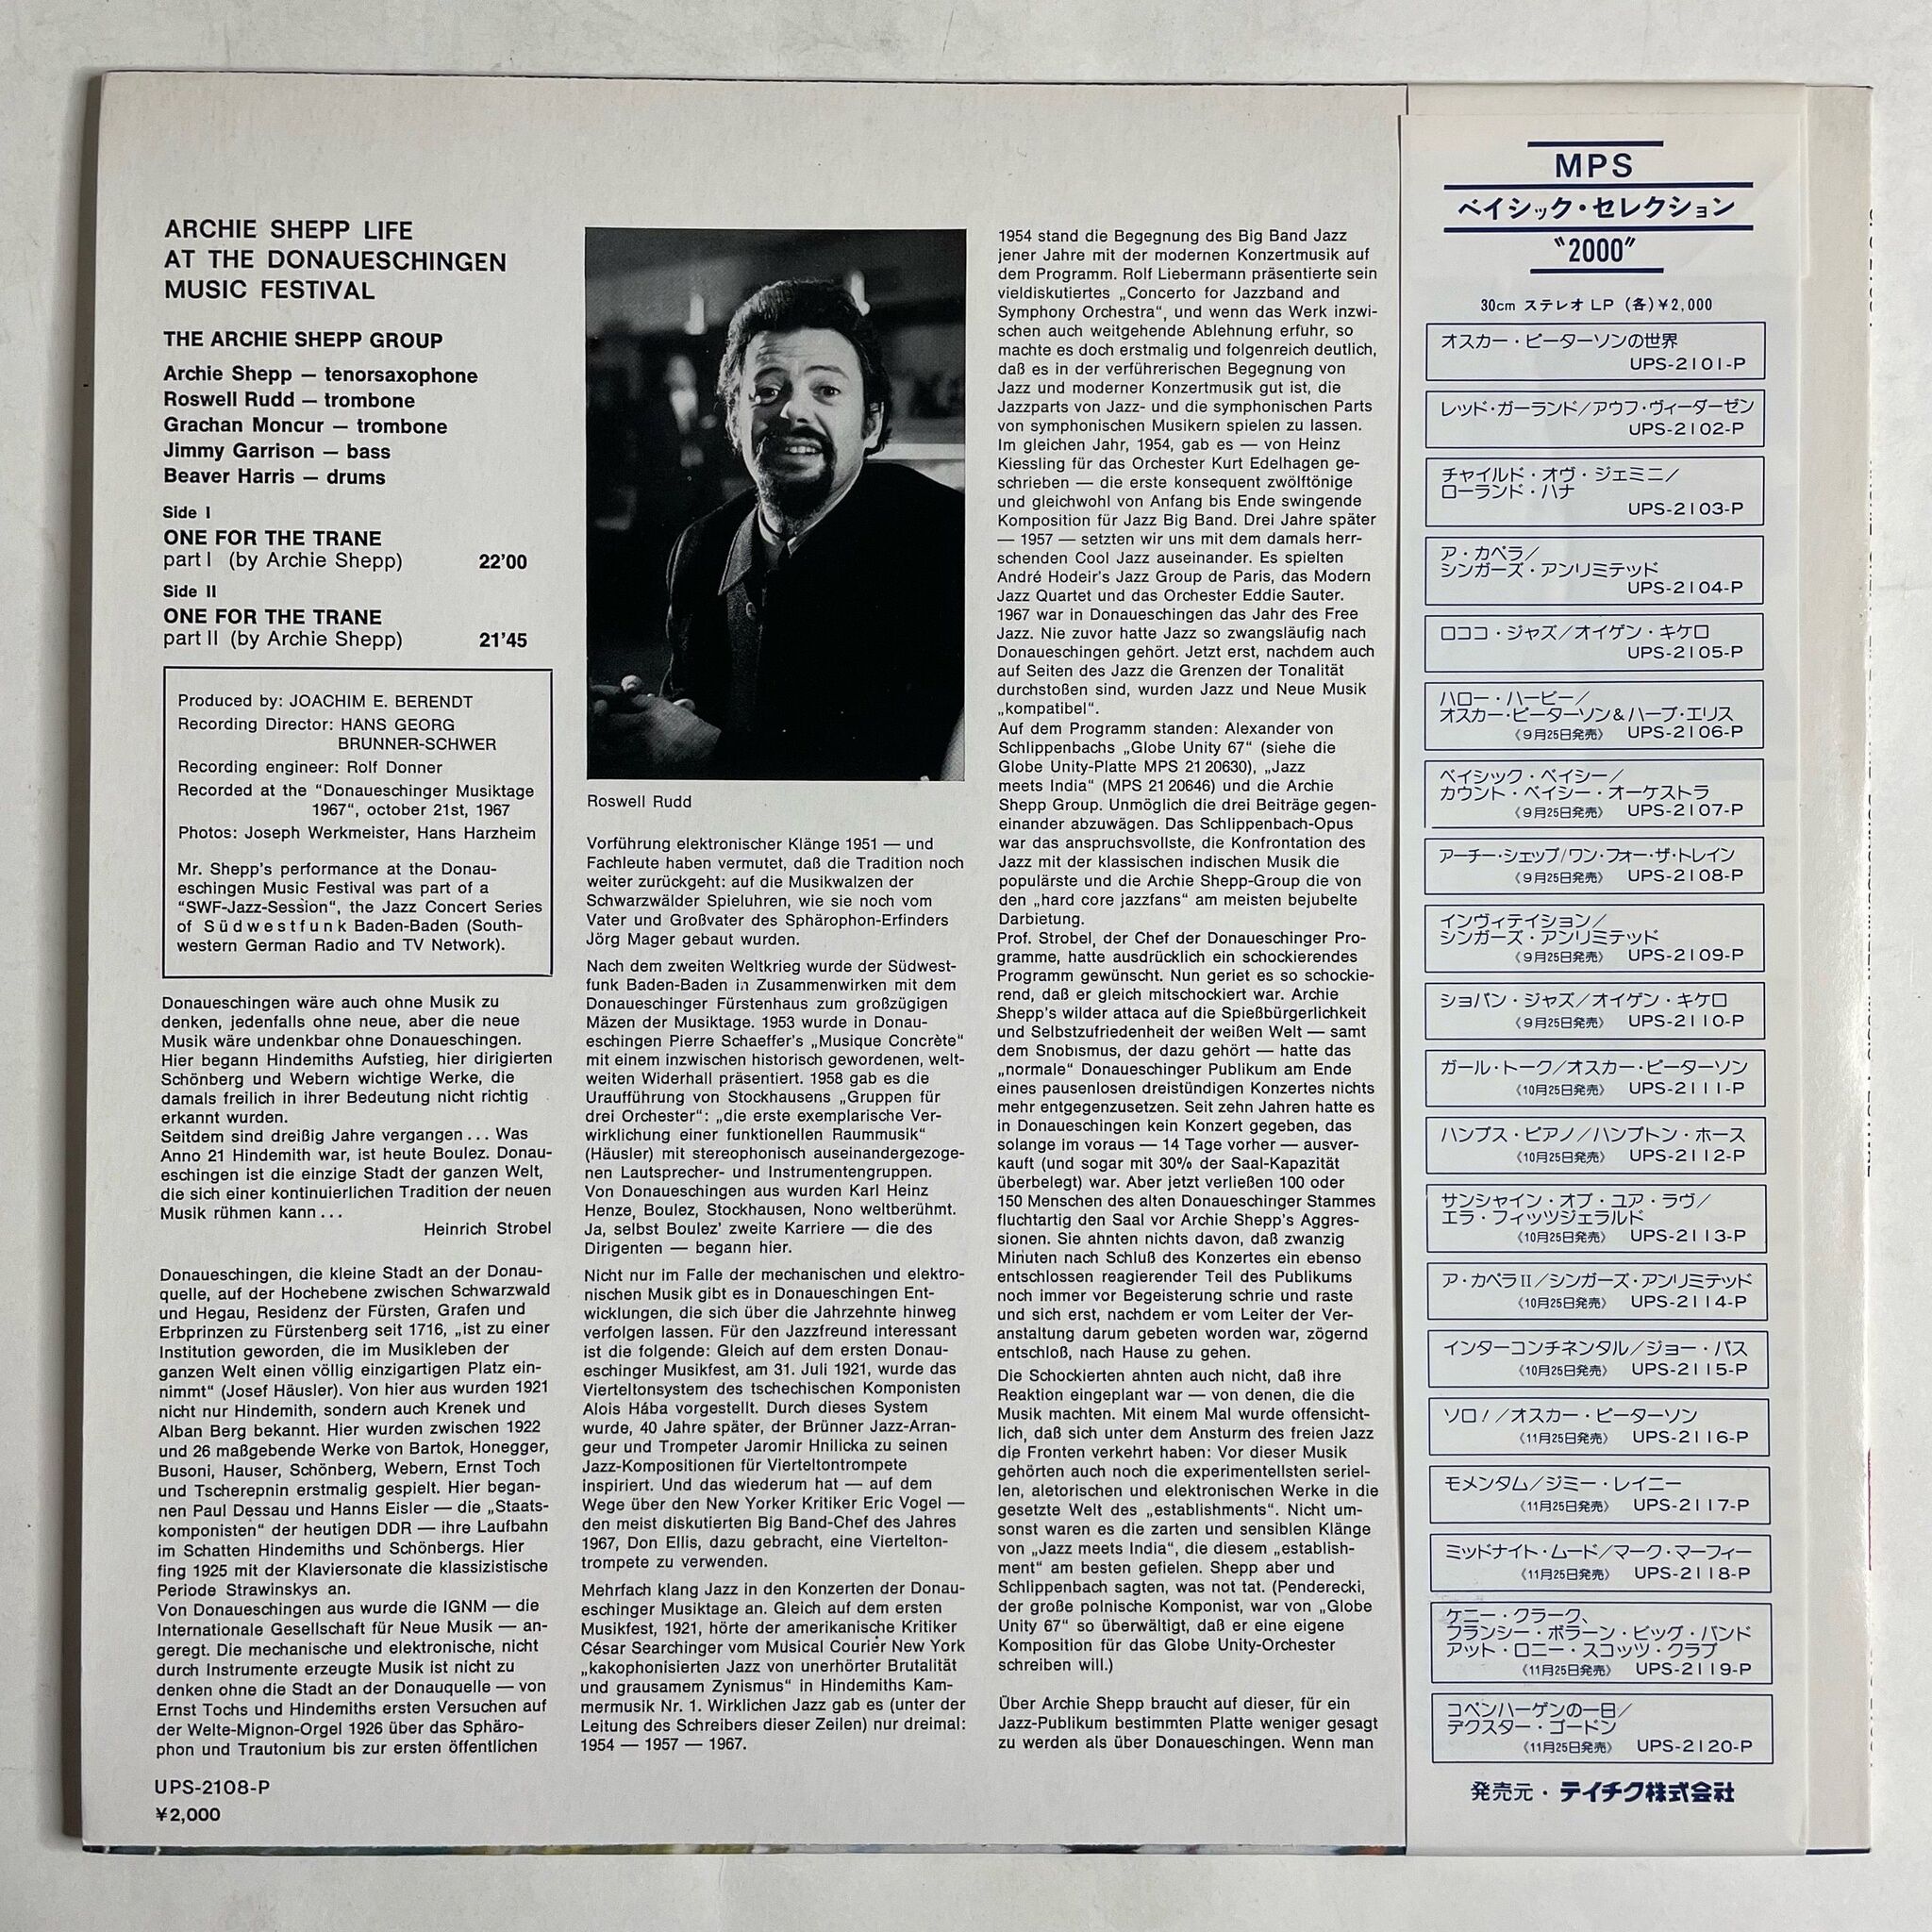 ARCHIE SHEPP LIFE
AT THE DONAUESCHINGEN
MUSIC FESTIVAL
THE ARCHIE SHEPP GROUP
Archie Shepp — tenorsaxophone
Roswell Rudd — trombone
Grachan Moncur — trombone
Jimmy Garrison — bass
Beaver Harris — drums
Side I
ONE FOR THE TRANE
part I (by Archie Shepp) 22'00
Side II
ONE FOR THE TRANE
part II (by Archie Shepp) 21'45
Produced by: JOACHIM E. BERENDT
Recording Director: HANS GEORG
BRUNNER-SCHWER
Recording engineer: Rolf Donner
Recorded at the “Donaueschinger Musiktage
1967“, october 21st, 1967
Photos: Joseph Werkmeister, Hans Harzheim
Mr. Shepp's performance at the Donau-
eschingen Music Festival was part of a
“SWF-Jazz-Session“, the Jazz Concert Series
of Südwestfunk Baden-Baden (South-
western German Radio and TV Network).
Donaueschingen wäre auch ohne Musik zu
denken, jedenfalls ohne neue, aber die neue
Musik wäre undenkbar ohne Donaueschingen.
Hier begann Hindemiths Aufstieg, hier dirigierten
Schönberg und Webern wichtige Werke, die
damals freilich in ihrer Bedeutung nicht richtig
erkannt wurden.
Seitdem sind dreißig Jahre vergangen... Was
Anno 21 Hindemith war, ist heute Boulez. Donau-
eschingen ist die einzige Stadt der ganzen Welt,
die sich einer kontinuierlichen Tradition der neuen
Musik rühmen kann...
Heinrich Strobel
Donaueschingen, die kleine Stadt an der Donau-
quelle, auf der Hochebene zwischen Schwarzwald
und Hegau, Residenz der Fürsten, Grafen und
Erbprinzen zu Fürstenberg seit 1716, „ist zu einer
Institution geworden, die im Musikleben der
ganzen Welt einen völlig einzigartigen Platz ein-
nimmt“ (Josef Häusler). Von hier aus wurden 1921
nicht nur Hindemith, sondern auch Krenek und
Alban Berg bekannt. Hier wurden zwischen 1922
und 26 maßgebende Werke von Bartok, Honegger,
Busoni, Hauser, Schönberg, Webern, Ernst Toch
und Tscherepnin erstmalig gespielt. Hier began-
nen Paul Dessau und Hanns Eisler — die „Staats-
komponisten“ der heutigen DDR — ihre Laufbahn
im Schatten Hindemiths und Schönbergs. Hier
fing 1925 mit der Klaviersonate die klassizistische
Periode Strawinskys an.
Von Donaueschingen aus wurde die IGNM — die
Internationale Gesellschaft für Neue Musik — an-
geregt. Die mechanische und elektronische, nicht
durch Instrumente erzeugte Musik ist nicht zu
denken ohne die Stadt an der Donauquelle — von
Ernst Tochs und Hindemiths ersten Versuchen auf
der Welte-Mignon-Orgel 1926 über das Sphäro-
phon und Trautonium bis zur ersten öffentlichen
UPS-2108-P
¥2,000
Roswell Rudd
Vorführung elektronischer Klänge 1951 — und
Fachleute haben vermutet, daß die Tradition noch
weiter zurückgeht: auf die Musikwalzen der
Schwarzwälder Spieluhren, wie sie noch vom
Vater und Großvater des Sphärophon-Erfinders
Jörg Mager gebaut wurden.
Nach dem zweiten Weltkrieg wurde der Südwest-
funk Baden-Baden in Zusammenwirken mit dem
Donaueschinger Fürstenhaus zum großzügigen
Mäzen der Musiktage. 1953 wurde in Donau-
eschingen Pierre Schaeffer's „Musique Concrète“
mit einem inzwischen historisch gewordenen, welt-
weiten Widerhall präsentiert. 1958 gab es die
Uraufführung von Stockhausens „Gruppen für
drei Orchester“: „die erste exemplarische Ver-
wirklichung einer funktionellen Raummusik“
(Häusler) mit stereophonisch auseinandergezoge-
nen Lautsprecher- und Instrumentengruppen.
Von Donaueschingen aus wurden Karl Heinz
Henze, Boulez, Stockhausen, Nono weltberühmt.
Ja, selbst Boulez' zweite Karriere — die des
Dirigenten — begann hier.
Nicht nur im Falle der mechanischen und elektro-
nischen Musik gibt es in Donaueschingen Ent-
wicklungen, die sich über die Jahrzehnte hinweg
verfolgen lassen. Für den Jazzfreund interessant
ist die folgende: Gleich auf dem ersten Donau-
eschinger Musikfest, am 31. Juli 1921, wurde das
Vierteltonsystem des tschechischen Komponisten
Alois Hába vorgestellt. Durch dieses System
wurde, 40 Jahre später, der Brünner Jazz-Arran-
geur und Trompeter Jaromir Hnilicka zu seinen
Jazz-Kompositionen für Vierteltontrompete
inspiriert. Und das wiederum hat — auf dem
Wege über den New Yorker Kritiker Eric Vogel —
den meist diskutierten Big Band-Chef des Jahres
1967, Don Ellis, dazu gebracht, eine Viertelton-
trompete zu verwenden.
Mehrfach klang Jazz in den Konzerten der Donau-
eschinger Musiktage an. Gleich auf dem ersten
Musikfest, 1921, hörte der amerikanische Kritiker
César Searchinger vom Musical Courier New York
„kakophonisierten Jazz von unerhörter Brutalität
und grausamem Zynismus“ in Hindemiths Kam-
mermusik Nr. 1. Wirklichen Jazz gab es (unter der
Leitung des Schreibers dieser Zeilen) nur dreimal:
1954 — 1957 — 1967.
1954 stand die Begegnung des Big Band Jazz
jener Jahre mit der modernen Konzertmusik auf
dem Programm. Rolf Liebermann präsentierte sein
vieldiskutiertes „Concerto for Jazzband and
Symphony Orchestra“, und wenn das Werk inzwi-
schen auch weitgehende Ablehnung erfuhr, so
machte es doch erstmalig und folgenreich deutlich,
daß es in der verführerischen Begegnung von
Jazz und moderner Konzertmusik gut ist, die
Jazzparts von Jazz- und die symphonischen Parts
von symphonischen Musikern spielen zu lassen.
Im gleichen Jahr, 1954, gab es — von Heinz
Kiessling für das Orchester Kurt Edelhagen ge-
schrieben — die erste konsequent zwölftönige
und gleichwohl von Anfang bis Ende swingende
Komposition für Jazz Big Band. Drei Jahre später
— 1957 — setzten wir uns mit dem damals herr-
schenden Cool Jazz auseinander. Es spielten
André Hodeir's Jazz Group de Paris, das Modern
Jazz Quartet und das Orchester Eddie Sauter.
1967 war in Donaueschingen das Jahr des Free
Jazz. Nie zuvor hatte Jazz so zwangsläufig nach
Donaueschingen gehört. Jetzt erst, nachdem auch
auf Seiten des Jazz die Grenzen der Tonalität
durchstoßen sind, wurden Jazz und Neue Musik
„kompatibel“.
Auf dem Programm standen: Alexander von
Schlippenbachs „Globe Unity 67“ (siehe die
Globe Unity-Platte MPS 21 20630), „Jazz
meets India“ (MPS 21 20646) und die Archie
Shepp Group. Unmöglich die drei Beiträge gegen-
einander abzuwägen. Das Schlippenbach-Opus
war das anspruchsvollste, die Konfrontation des
Jazz mit der klassischen indischen Musik die
populärste und die Archie Shepp-Group die von
den „hard core jazzfans“ am meisten bejubelte
Darbietung.
Prof. Strobel, der Chef der Donaueschinger Pro-
gramme, hatte ausdrücklich ein schockierendes
Programm gewünscht. Nun geriet es so schockie-
rend, daß er gleich mitschockiert war. Archie
Shepp's wilder attaca auf die Spießbürgerlichkeit
und Selbstzufriedenheit der weißen Welt — samt
dem Snobismus, der dazu gehört — hatte das
„normale“ Donaueschinger Publikum am Ende
eines pausenlosen dreistündigen Konzertes nichts
mehr entgegenzusetzen. Seit zehn Jahren hatte es
in Donaueschingen kein Konzert gegeben, das
solange im voraus — 14 Tage vorher — ausver-
kauft (und sogar mit 30% der Saal-Kapazität
überbelegt) war. Aber jetzt verließen 100 oder
150 Menschen des alten Donaueschinger Stammes
fluchtartig den Saal vor Archie Shepp's Aggres-
sionen. Sie ahnten nichts davon, daß zwanzig
Minuten nach Schluß des Konzertes ein ebenso
entschlossen reagierender Teil des Publikums
noch immer vor Begeisterung schrie und raste
und sich erst, nachdem er vom Leiter der Ver-
anstaltung darum gebeten worden war, zögernd
entschloß, nach Hause zu gehen.
Die Schockierten ahnten auch nicht, daß ihre
Reaktion eingeplant war — von denen, die die
Musik machten. Mit einem Mal wurde offensicht-
lich, daß sich unter dem Ansturm des freien Jazz
die Fronten verkehrt haben: Vor dieser Musik
gehörten auch noch die experimentellsten seriel-
len, aletorischen und elektronischen Werke in die
gesetzte Welt des „establishments“. Nicht um-
sonst waren es die zarten und sensiblen Klänge
von „Jazz meets India“, die diesem „establish-
ment“ am besten gefielen. Shepp aber und
Schlippenbach sagten, was not tat. (Penderecki,
der große polnische Komponist, war von „Globe
Unity 67“ so überwältigt, daß er eine eigene
Komposition für das Globe Unity-Orchester
schreiben will.)
Über Archie Shepp braucht auf dieser, für ein
Jazz-Publikum bestimmten Platte weniger gesagt
zu werden als über Donaueschingen. Wenn man
MPS
ベイシック・セレクション
“2000”
30cm ステレオ LP (各)¥2,000
オスカー・ピーターソンの世界
UPS-2101-P
レッド・ガーランド／アウフ・ヴィーダーゼン
UPS-2102-P
チャイルド・オヴ・ジェミニ／
ローランド・ハナ
UPS-2103-P
ア・カペラ／
シンガーズ・アンリミテッド
UPS-2104-P
ロココ・ジャズ／オイゲン・キケロ
UPS-2105-P
ハロー・ハービー／
オスカー・ピーターソン＆ハーブ・エリス
《9月25日発売》 UPS-2106-P
ベイシック・ベイシー／
カウント・ベイシー・オーケストラ
《9月25日発売》 UPS-2107-P
アーチー・シェップ／ワン・フォー・ザ・トレイン
《9月25日発売》 UPS-2108-P
インヴィテイション／
シンガーズ・アンリミテッド
《9月25日発売》 UPS-2109-P
ショパン・ジャズ／オイゲン・キケロ
《9月25日発売》 UPS-2110-P
ガール・トーク／オスカー・ピーターソン
《10月25日発売》 UPS-2111-P
ハンプス・ピアノ／ハンプトン・ホース
《10月25日発売》 UPS-2112-P
サンシャイン・オブ・ユア・ラヴ／
エラ・フィッツジェラルド
《10月25日発売》 UPS-2113-P
ア・カペラII／シンガーズ・アンリミテッド
《10月25日発売》 UPS-2114-P
インターコンチネンタル／ジョー・パス
《10月25日発売》 UPS-2115-P
ソロ！／オスカー・ピーターソン
《11月25日発売》 UPS-2116-P
モメンタム／ジミー・レイニー
《11月25日発売》 UPS-2117-P
ミッドナイト・ムード／マーク・マーフィー
《11月25日発売》 UPS-2118-P
ケニー・クラーク、
フランシー・ボラーン・ビッグ・バンド
アット・ロニー・スコッツ・クラブ
《11月25日発売》 UPS-2119-P
コペンハーゲンの一日／
デクスター・ゴードン
《11月25日発売》 UPS-2120-P
発売元・テイチク株式会社